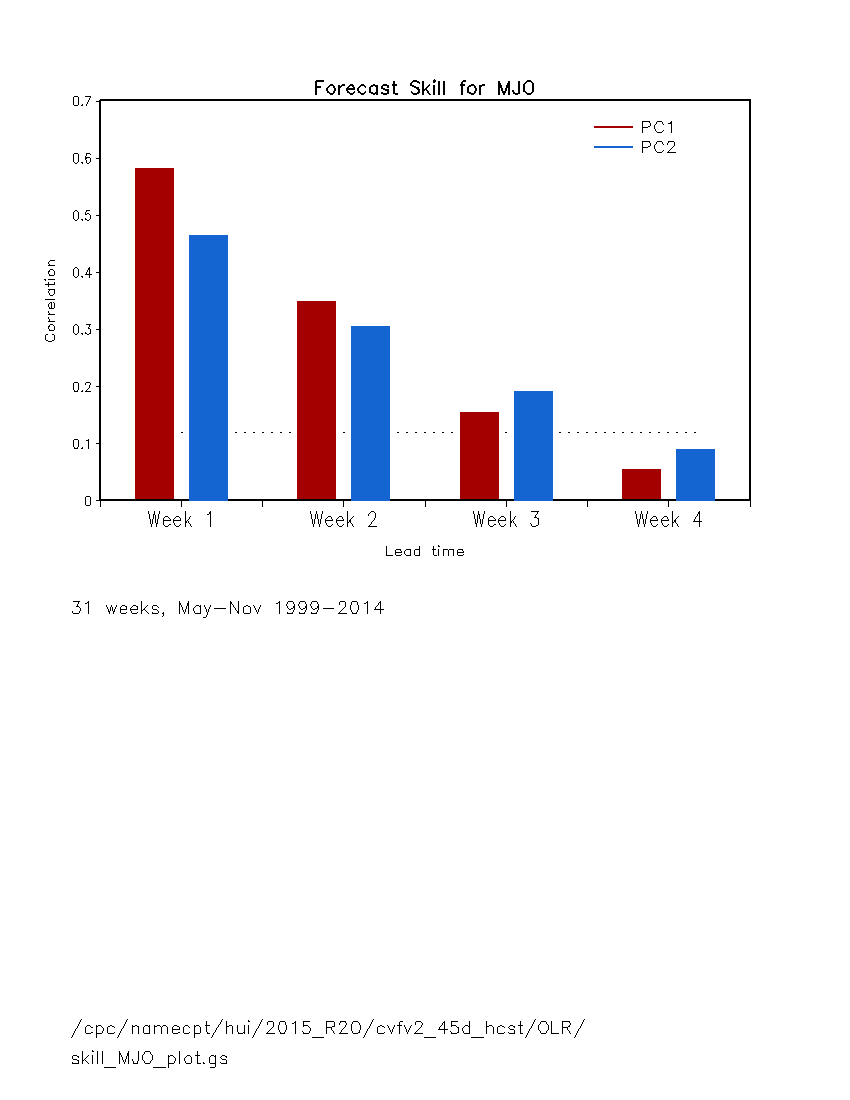 Forecast Skill for MJO
0.7
0.6
0.5
0.4
0.3
0.2
0.1
0
Correlation
PC1
PC2
Week 1 Week 2 Week 3 Week 4
Lead time
31 weeks, May-Nov 1999-2014
/cpc/namecpt/hui/2015_R2O/cvfv2_45d_hcst/OLR/
skill_MJO_plot.gs